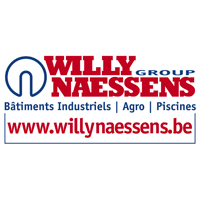 WILLY
GROUP
NAESSENS
Bâtiments Industriels | Agro | Piscines
www.willynaessens.be